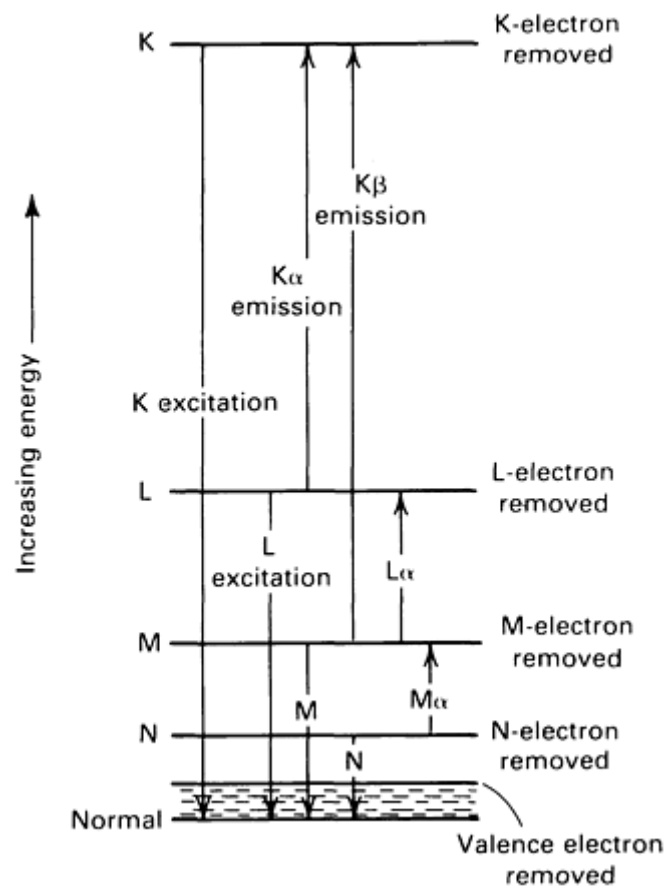 K
K-electron
removed
Kβ
emission
Kα
emission
Increasing energy
K excitation
L
L-electron
removed
L
excitation
Lα
M
M-electron
removed
M
Mα
N
N-electron
removed
N
Normal
Valence electron
removed